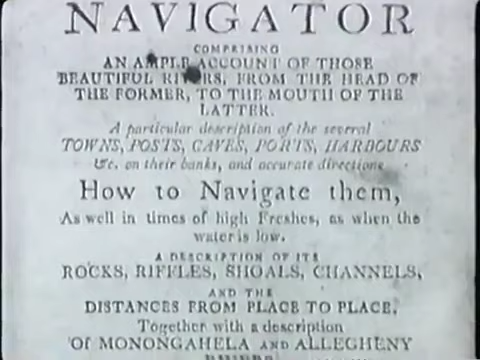 NAVIGATOR
COMPRISING
AN AMPLE ACCOUNT OF THOSE
BEAUTIFUL RIVERS, FROM THE HEAD OF
THE FORMER, TO THE MOUTH OF THE
LATTER.
A particular description of the several
TOWNS, POSTS, CAVES, PORTS, HARBOURS
&c. on their banks, and accurate directions
How to Navigate them,
As well in times of high Freshes, as when the
water is low.
A DESCRIPTION OF ITS
ROCKS, RIFFLES, SHOALS, CHANNELS,
AND THE
DISTANCES FROM PLACE TO PLACE,
Together with a description
Of MONONGAHELA AND ALLEGHENY
RIVERS